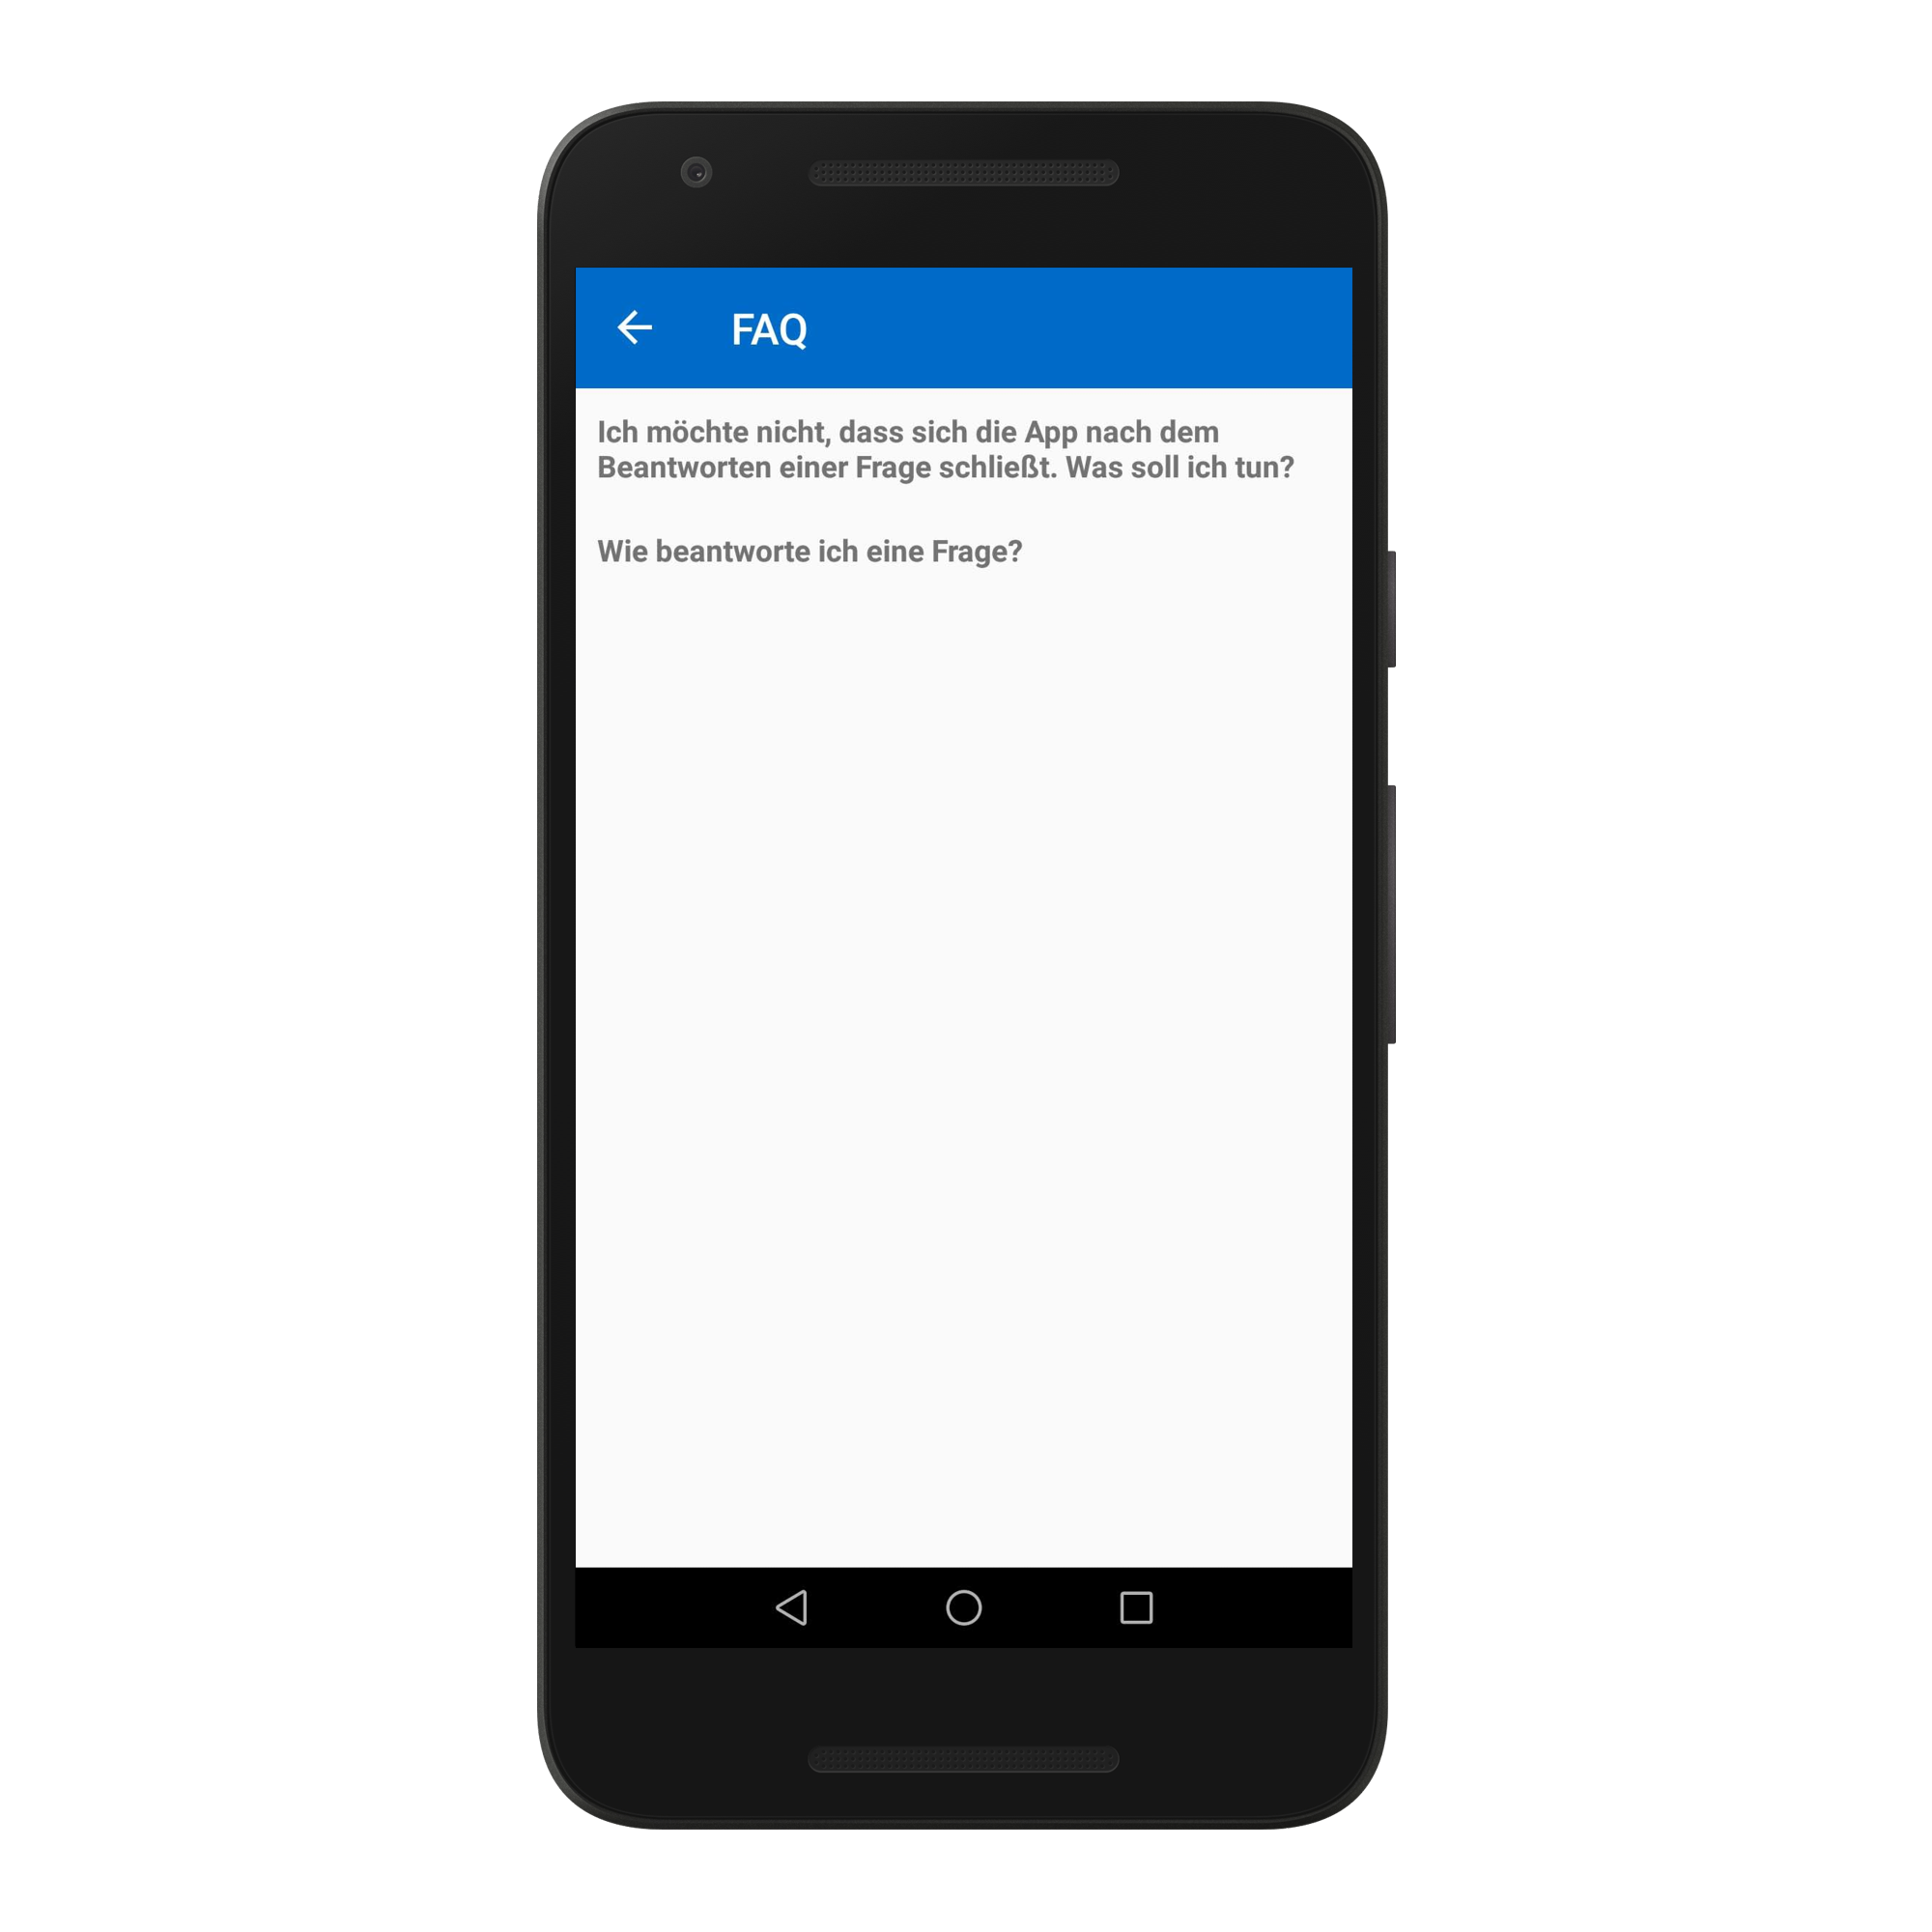 FAQ
Ich möchte nicht, dass sich die App nach dem
Beantworten einer Frage schließt. Was soll ich tun?
Wie beantworte ich eine Frage?